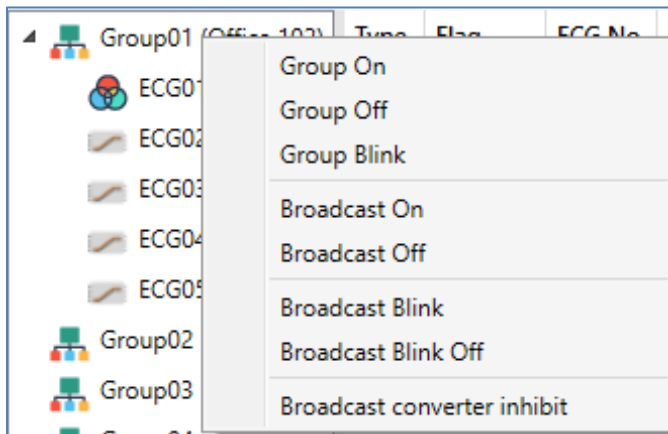 Group01 (Office 102) Type Flag ECG No
ECG01
ECG02
ECG03
ECG04
ECG05
Group02
Group03
Group On
Group Off
Group Blink
Broadcast On
Broadcast Off
Broadcast Blink
Broadcast Blink Off
Broadcast converter inhibit